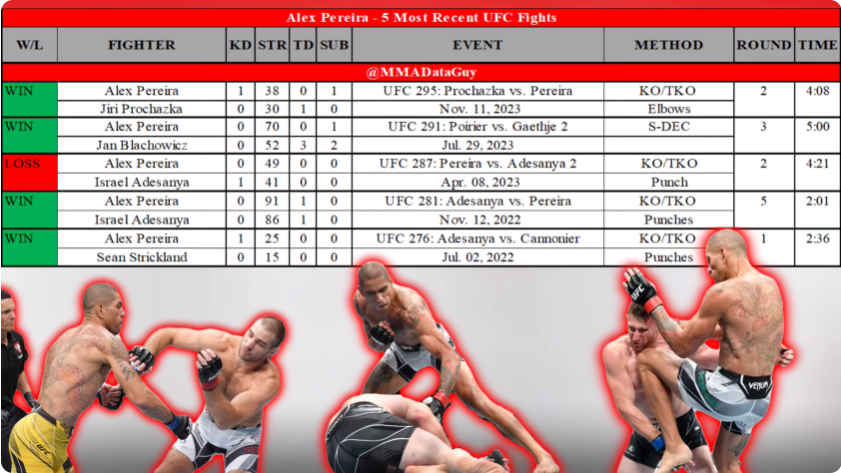 Alex Pereira - 5 Most Recent UFC Fights
W/L FIGHTER KD STR TD SUB EVENT METHOD ROUND TIME
@MMADataGuy
WIN Alex Pereira 1 38 0 1 UFC 295: Prochazka vs. Pereira KO/TKO 2 4:08
Jiri Prochazka 0 30 1 0 Nov. 11, 2023 Elbows
WIN Alex Pereira 0 70 0 1 UFC 291: Poirier vs. Gaethje 2 S-DEC 3 5:00
Jan Blachowicz 0 52 3 2 Jul. 29, 2023
LOSS Alex Pereira 0 49 0 0 UFC 287: Pereira vs. Adesanya 2 KO/TKO 2 4:21
Israel Adesanya 1 41 0 0 Apr. 08, 2023 Punch
WIN Alex Pereira 0 91 1 0 UFC 281: Adesanya vs. Pereira KO/TKO 5 2:01
Israel Adesanya 0 86 1 0 Nov. 12, 2022 Punches
WIN Alex Pereira 1 25 0 0 UFC 276: Adesanya vs. Cannonier KO/TKO 1 2:36
Sean Strickland 0 15 0 0 Jul. 02, 2022 Punches
UFC
VENUM
UFC